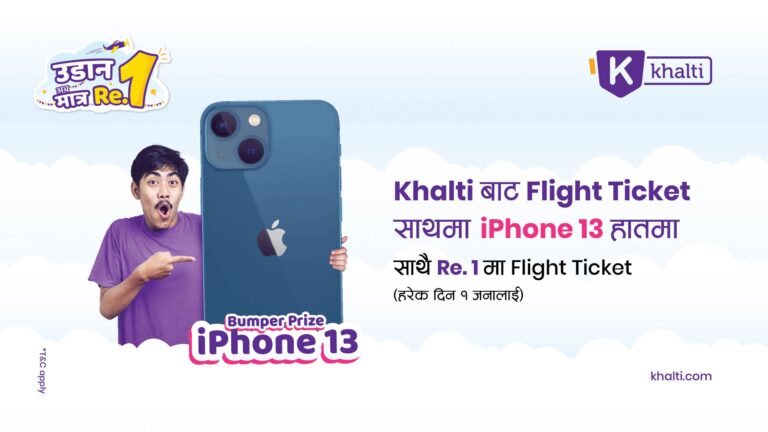 उडान
अब
मात्र Re.1
khalti
Khalti बाट Flight Ticket
साथमा iPhone 13 हातमा
साथै Re. 1 मा Flight Ticket
(हरेक दिन १ जनालाई)
Bumper Prize
iPhone 13
*T&C apply
khalti.com